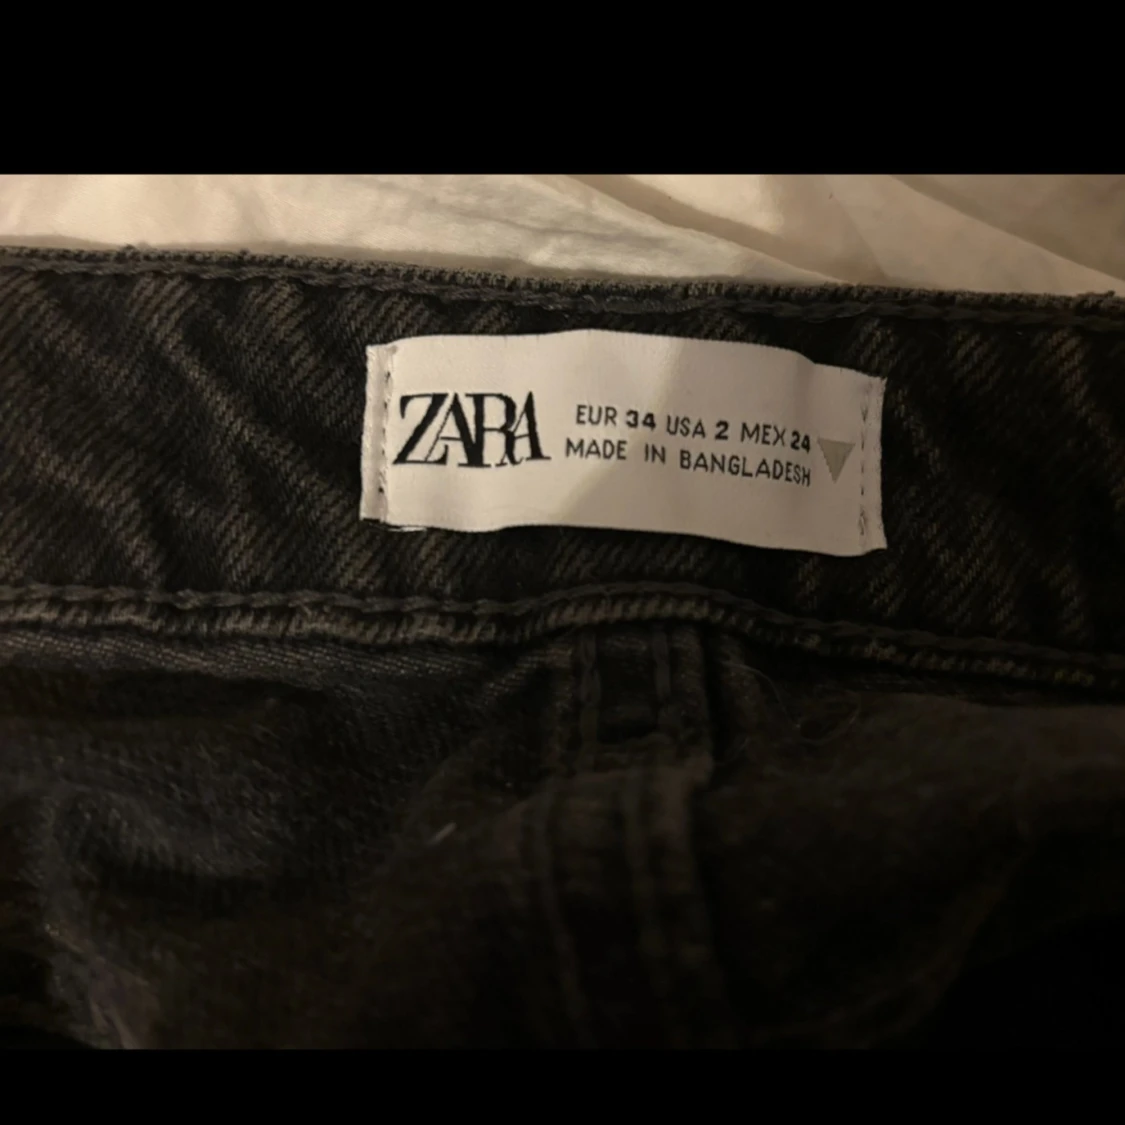 ZARA
EUR 34 USA 2 MEX 24
MADE IN BANGLADESH